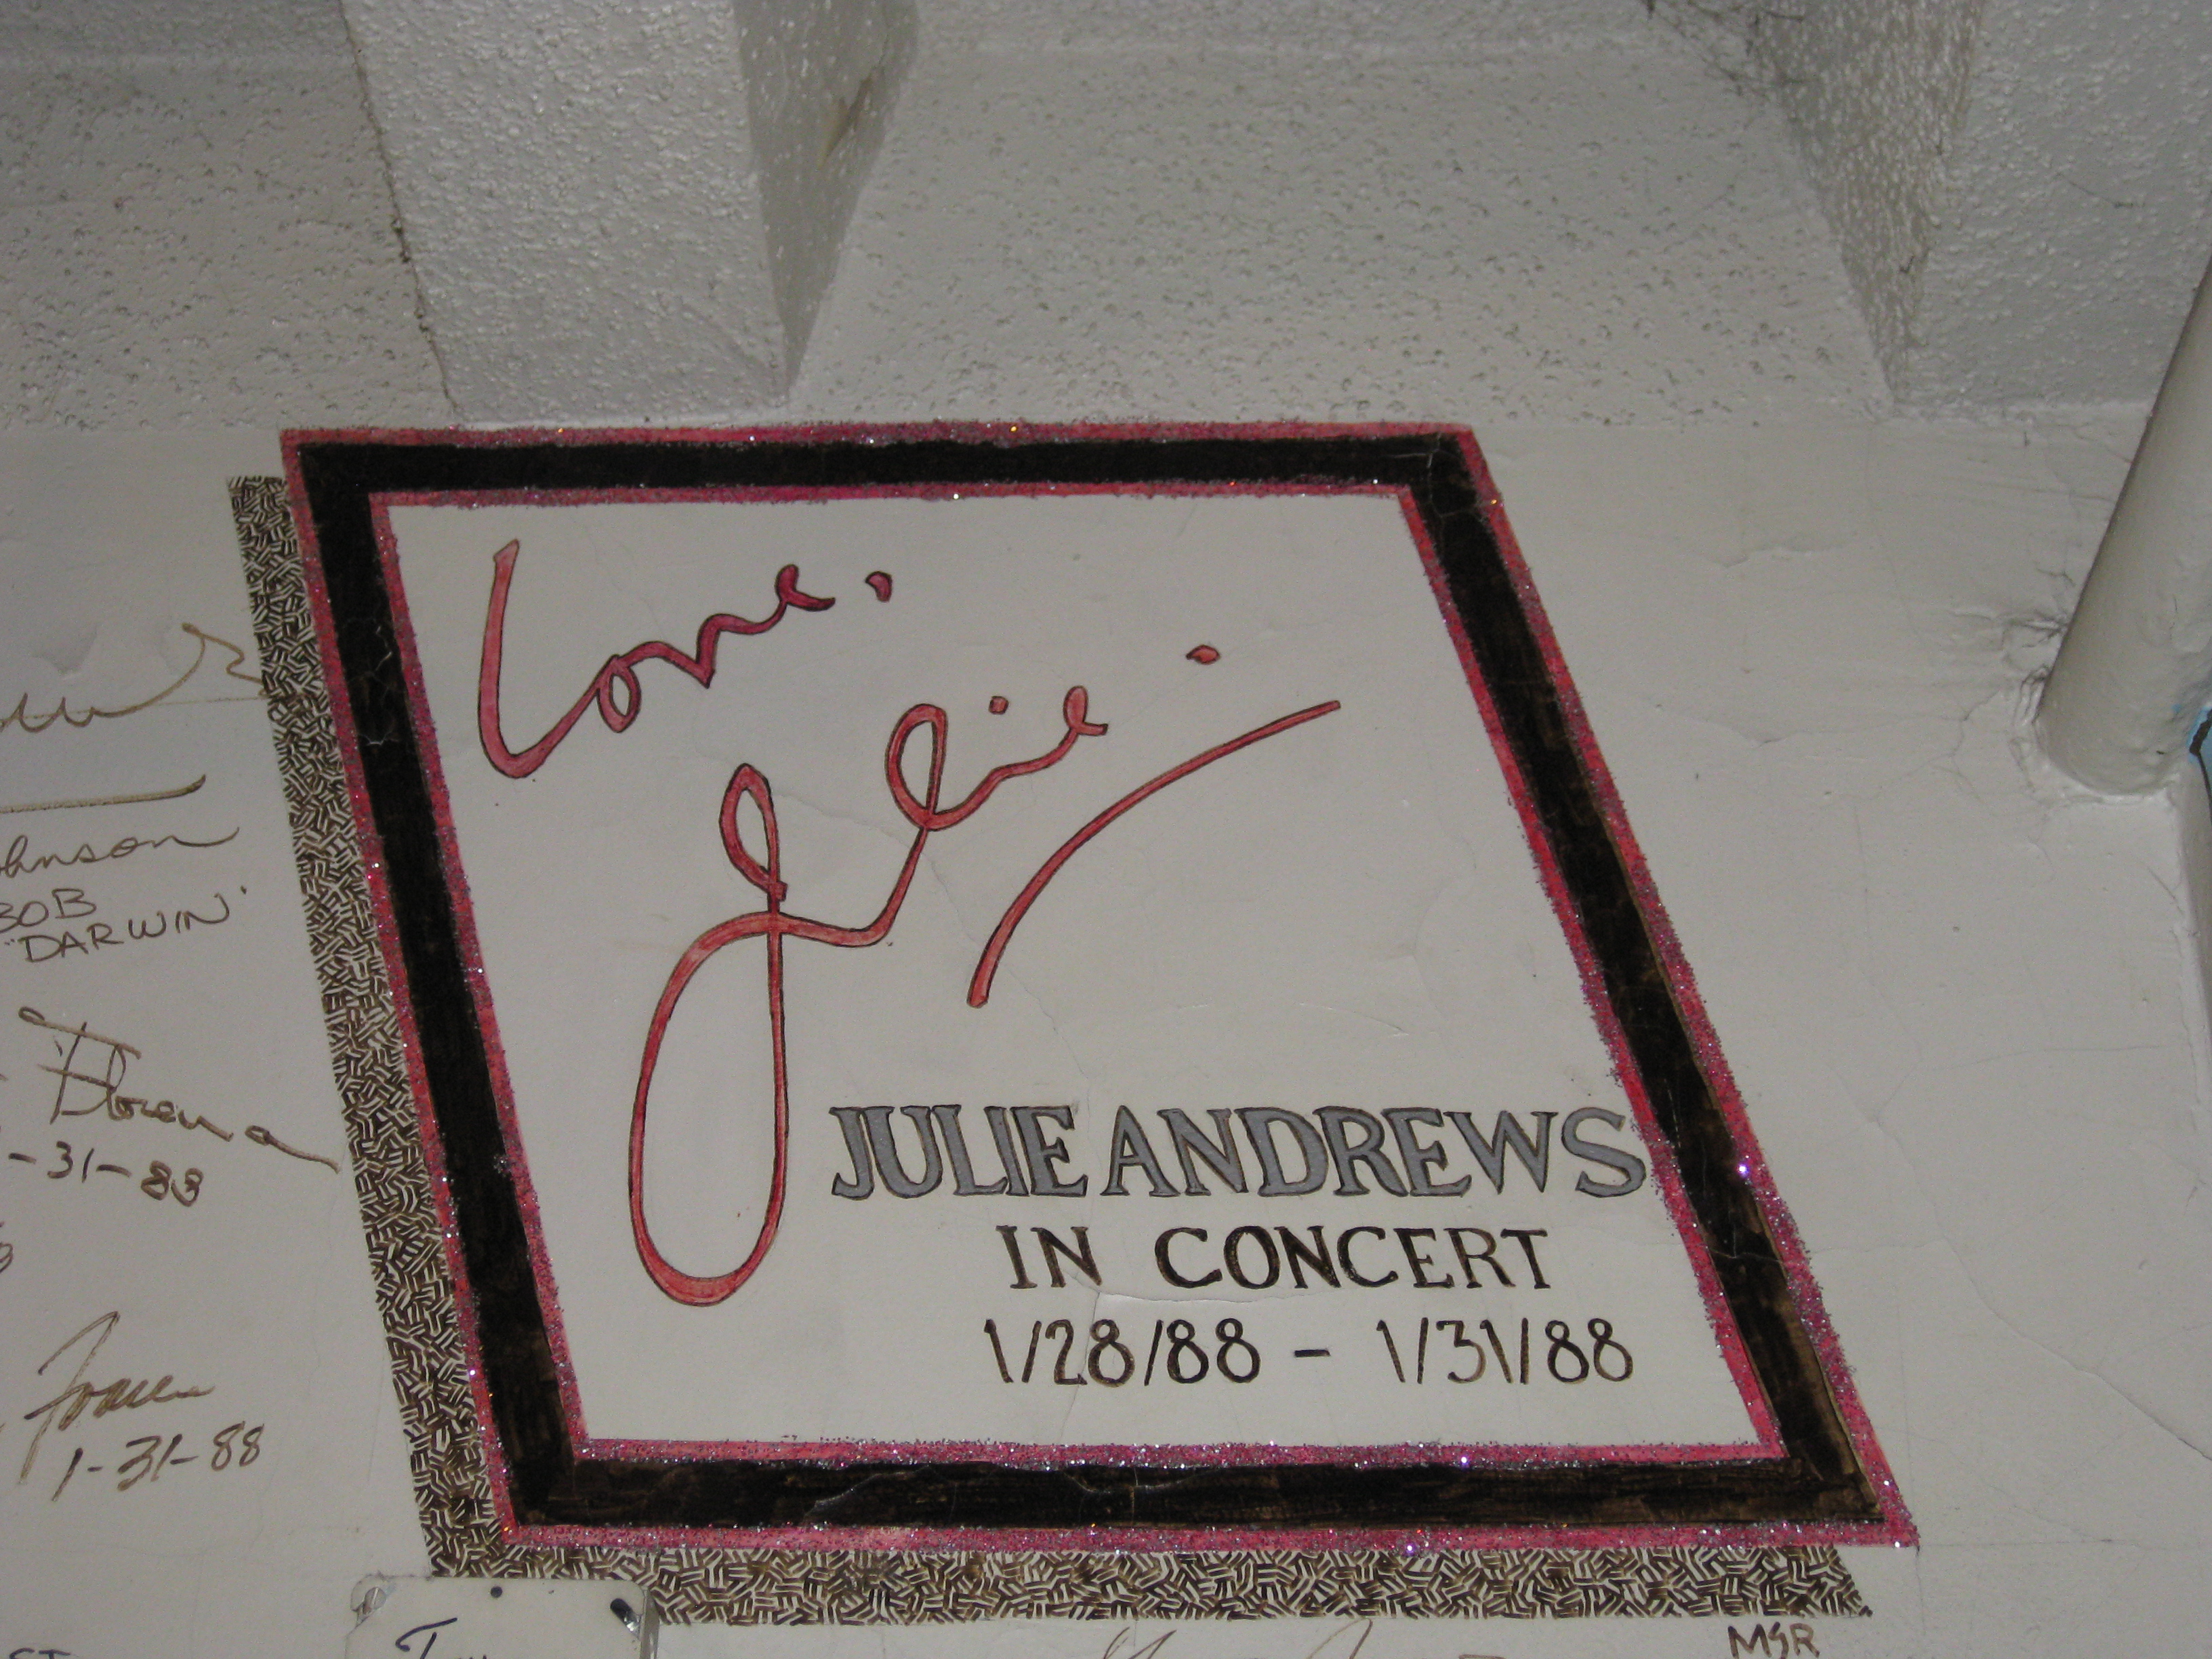 Love.
Julie.
JULIE ANDREWS
IN CONCERT
1/28/88 - 1/31/88
ohnson
BOB
"DARWIN"
-31-88
1-31-88
MSR